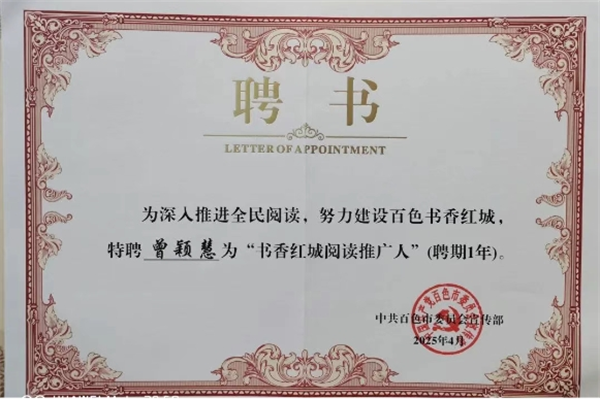 聘 书
LETTER OF APPOINTMENT
为深入推进全民阅读，努力建设百色书香红城，
特聘 曾颖慧 为“书香红城阅读推广人”(聘期1年)。
中共百色市委员会宣传部
2025年4月